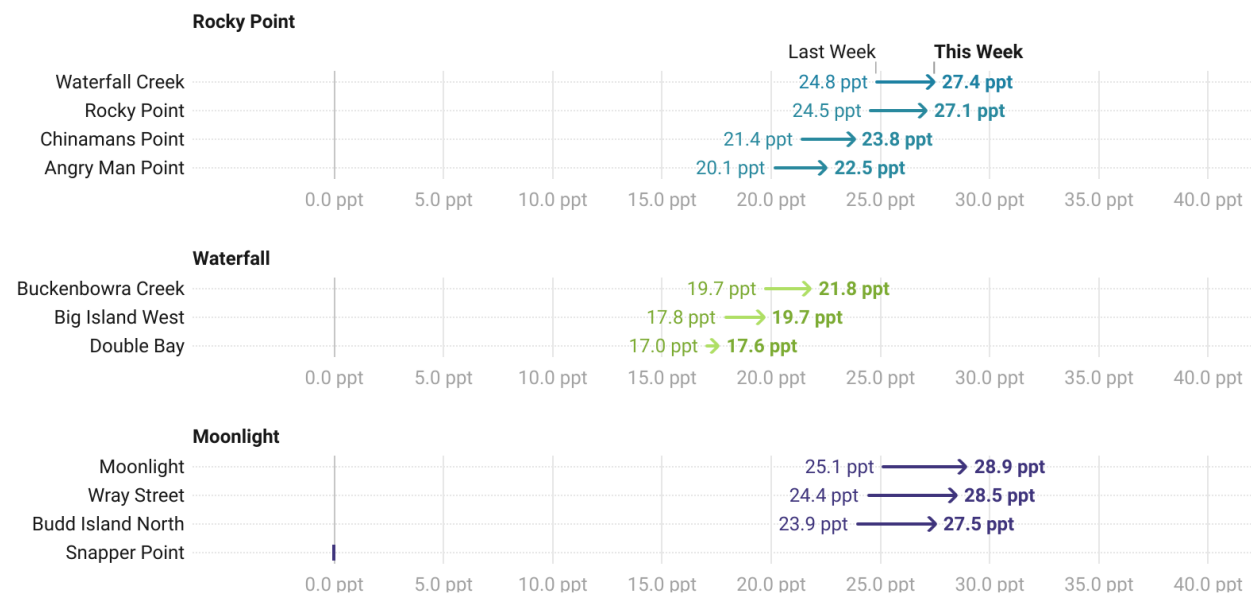 Rocky Point
Last Week This Week
Waterfall Creek 24.8 ppt 27.4 ppt
Rocky Point 24.5 ppt 27.1 ppt
Chinamans Point 21.4 ppt 23.8 ppt
Angry Man Point 20.1 ppt 22.5 ppt
0.0 ppt 5.0 ppt 10.0 ppt 15.0 ppt 20.0 ppt 25.0 ppt 30.0 ppt 35.0 ppt 40.0 ppt
Waterfall
Buckenbowra Creek 19.7 ppt 21.8 ppt
Big Island West 17.8 ppt 19.7 ppt
Double Bay 17.0 ppt 17.6 ppt
0.0 ppt 5.0 ppt 10.0 ppt 15.0 ppt 20.0 ppt 25.0 ppt 30.0 ppt 35.0 ppt 40.0 ppt
Moonlight
Moonlight 25.1 ppt 28.9 ppt
Wray Street 24.4 ppt 28.5 ppt
Budd Island North 23.9 ppt 27.5 ppt
Snapper Point
0.0 ppt 5.0 ppt 10.0 ppt 15.0 ppt 20.0 ppt 25.0 ppt 30.0 ppt 35.0 ppt 40.0 ppt